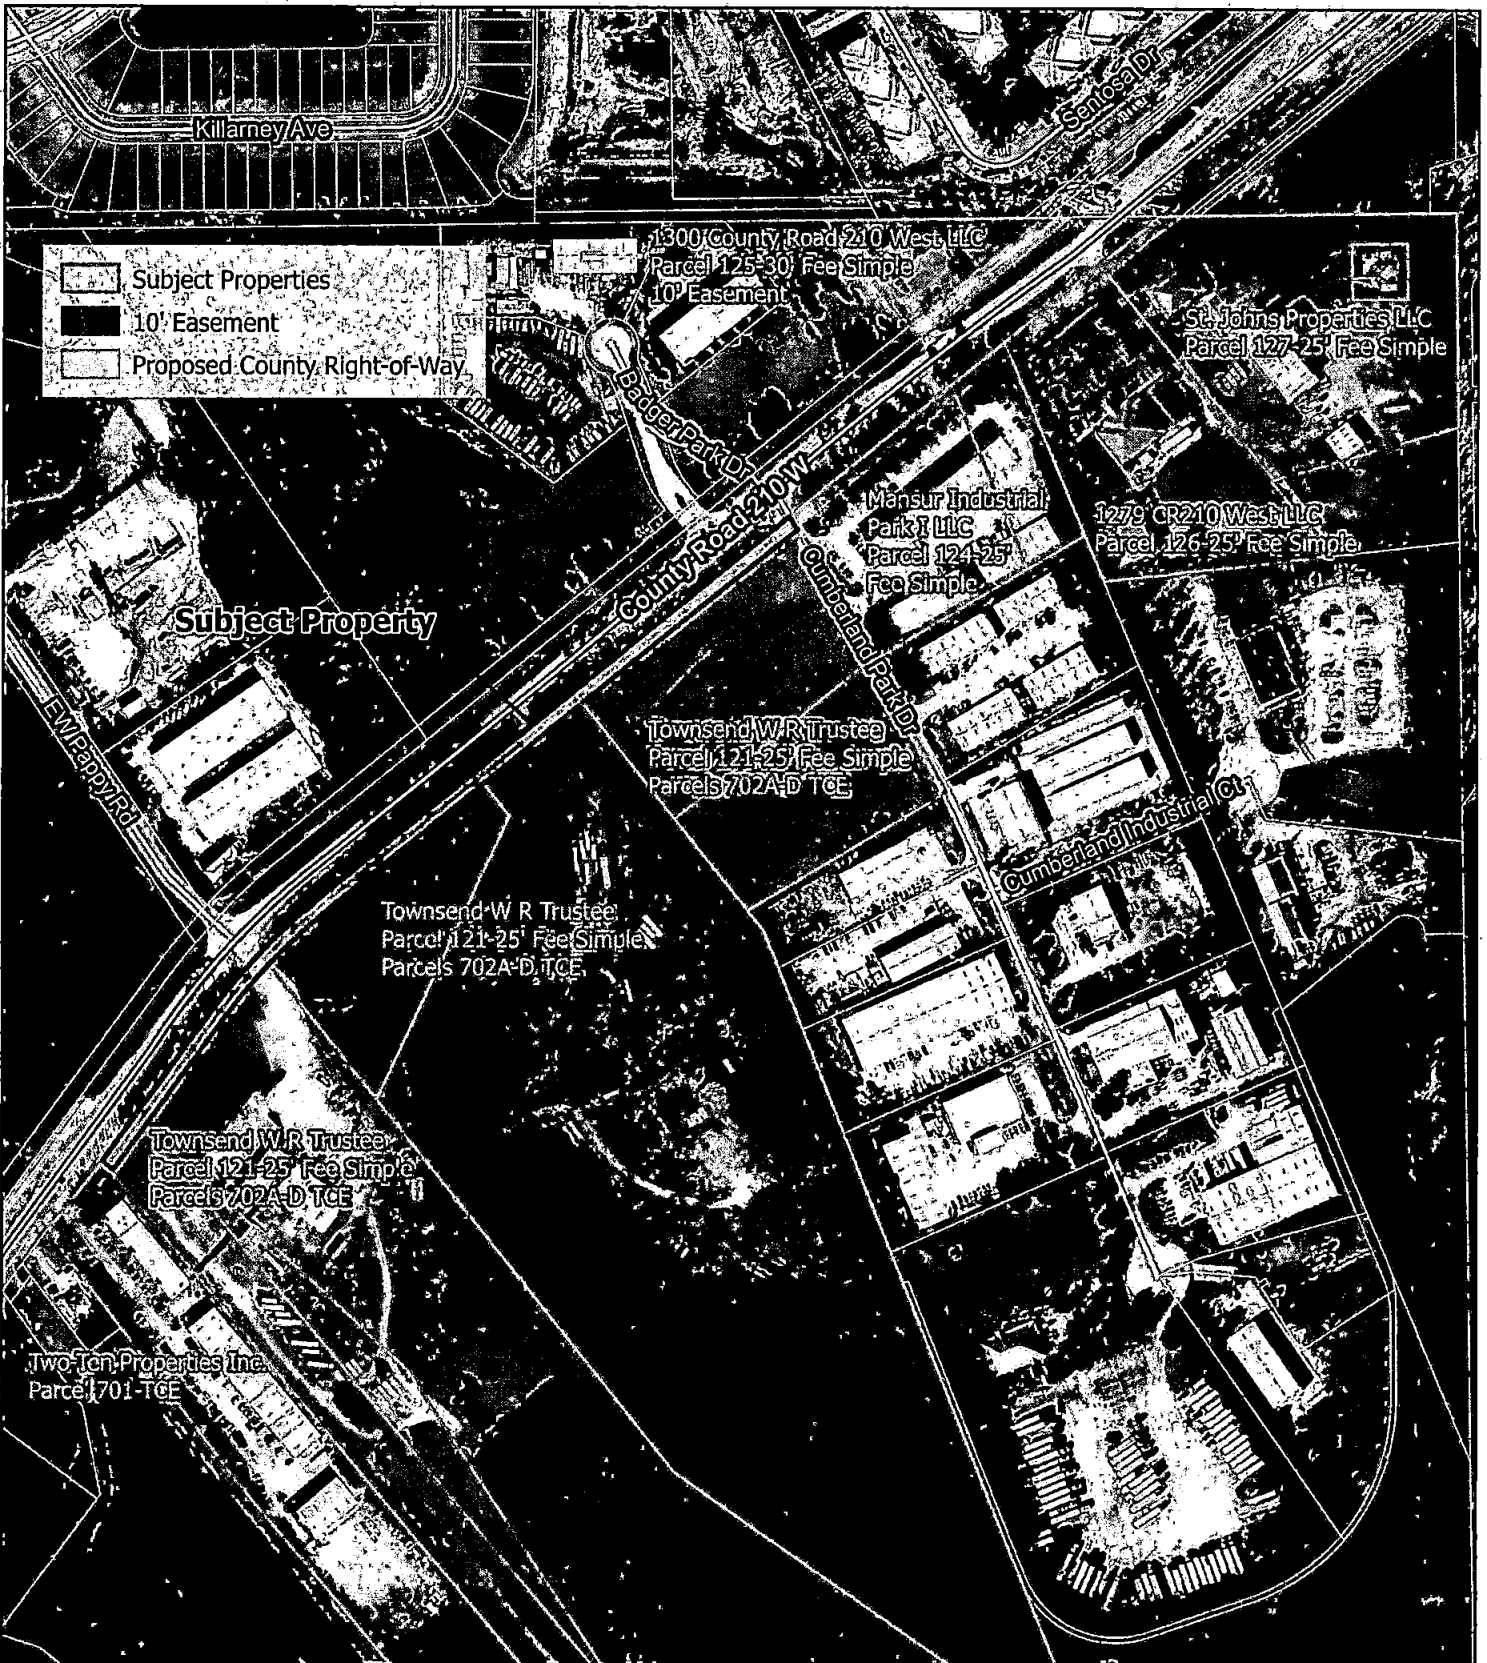 Killarney Ave
Sentosa Dr
Subject Properties
10' Easement
Proposed County Right-of-Way
1300 County Road 210 West LLC
Parcel 125-30' Fee Simple
10' Easement
St. Johns Properties LLC
Parcel 127-25' Fee Simple
Badger Park Dr
County Road 210 W
Mansur Industrial
Park I LLC
Parcel 124-25'
Fee Simple
1279 CR210 West LLC
Parcel 126-25' Fee Simple
Cumberland Park Dr
Subject Property
E W Pappy Rd
Townsend W R Trustee
Parcel 121-25' Fee Simple
Parcels 702A-D TCE
Cumberland Industrial Ct
Townsend W R Trustee
Parcel 121-25' Fee Simple
Parcels 702A-D TCE
Townsend W R Trustee
Parcel 121-25' Fee Simple
Parcels 702A-D TCE
Two Ten Properties Inc.
Parcel 701-TCE